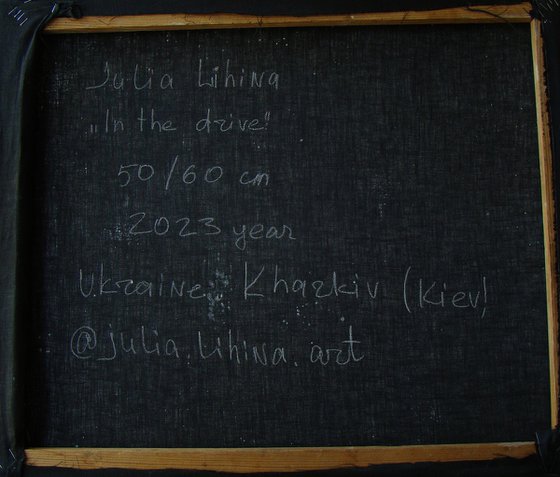 Julia Lihina
„In the drive"
50/60 cm
2023 year
Ukraine, Kharkiv (Kiev)
@julia.lihina.art